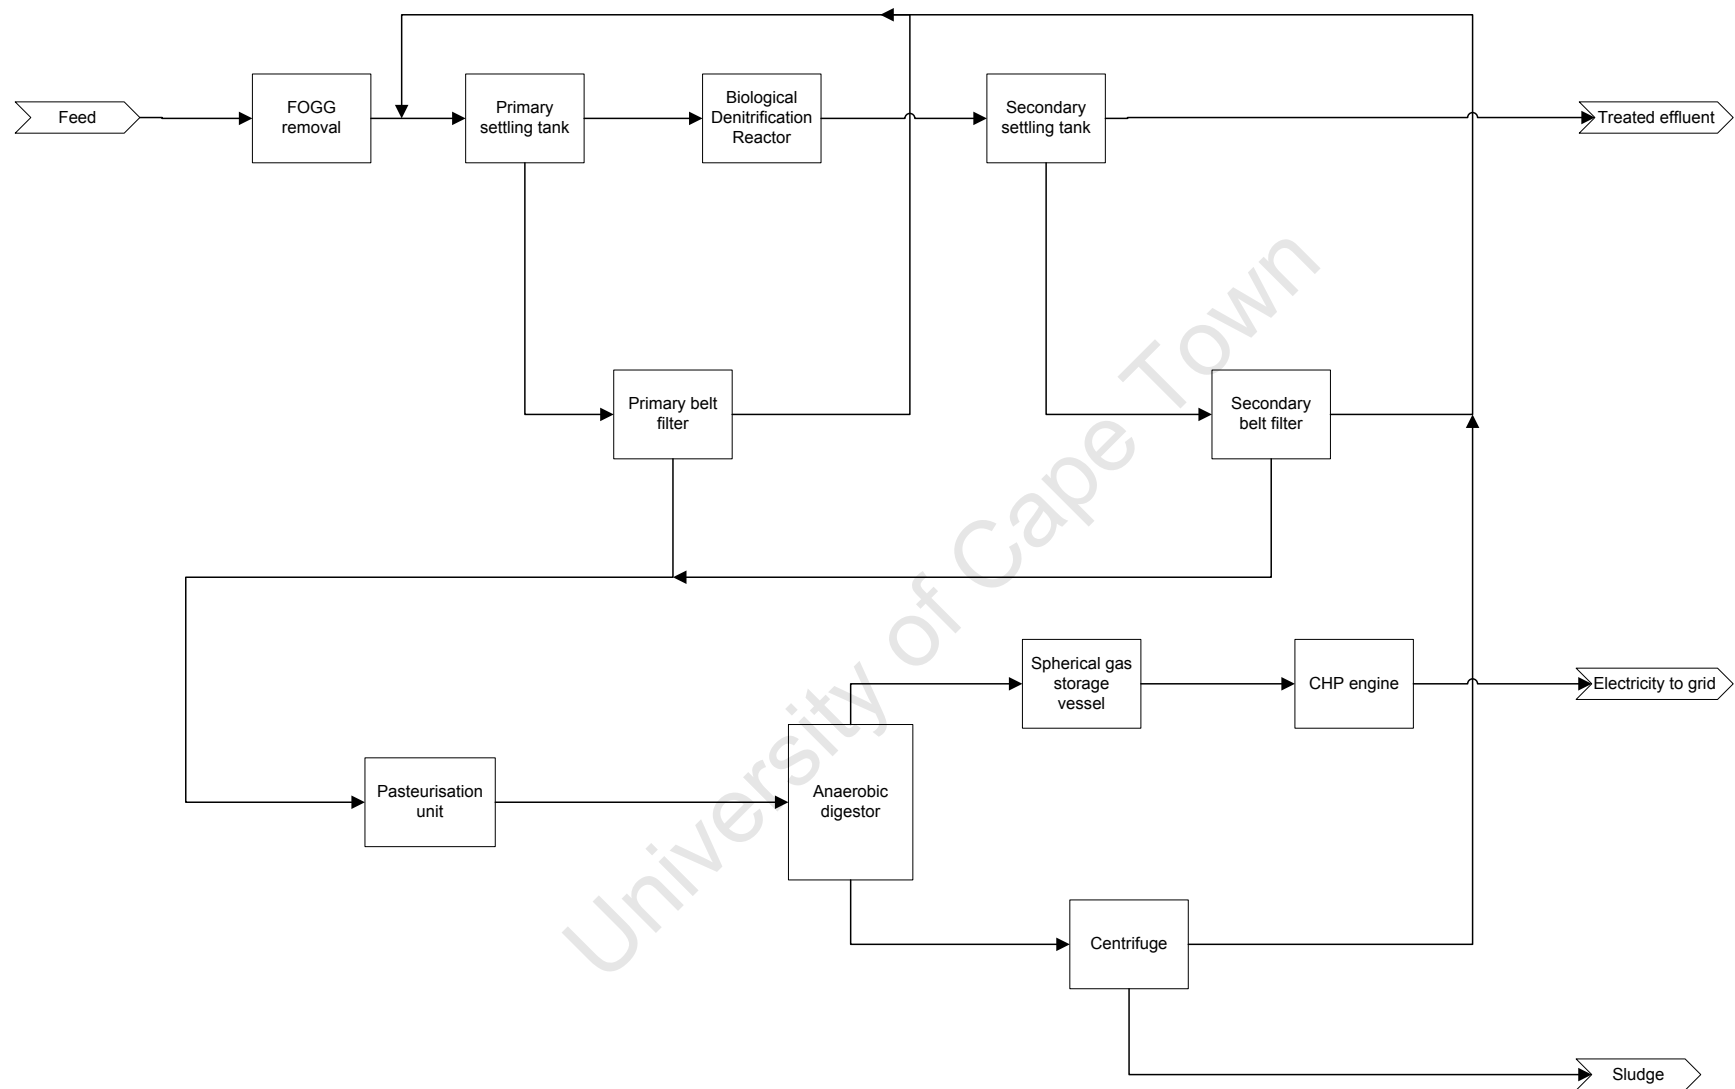 Feed
FOGG
removal
Primary
settling tank
Biological
Denitrification
Reactor
Secondary
settling tank
Treated effluent
Primary belt
filter
Secondary
belt filter
Spherical gas
storage
vessel
CHP engine
Electricity to grid
Pasteurisation
unit
Anaerobic
digestor
Centrifuge
Sludge
University of Cape Town